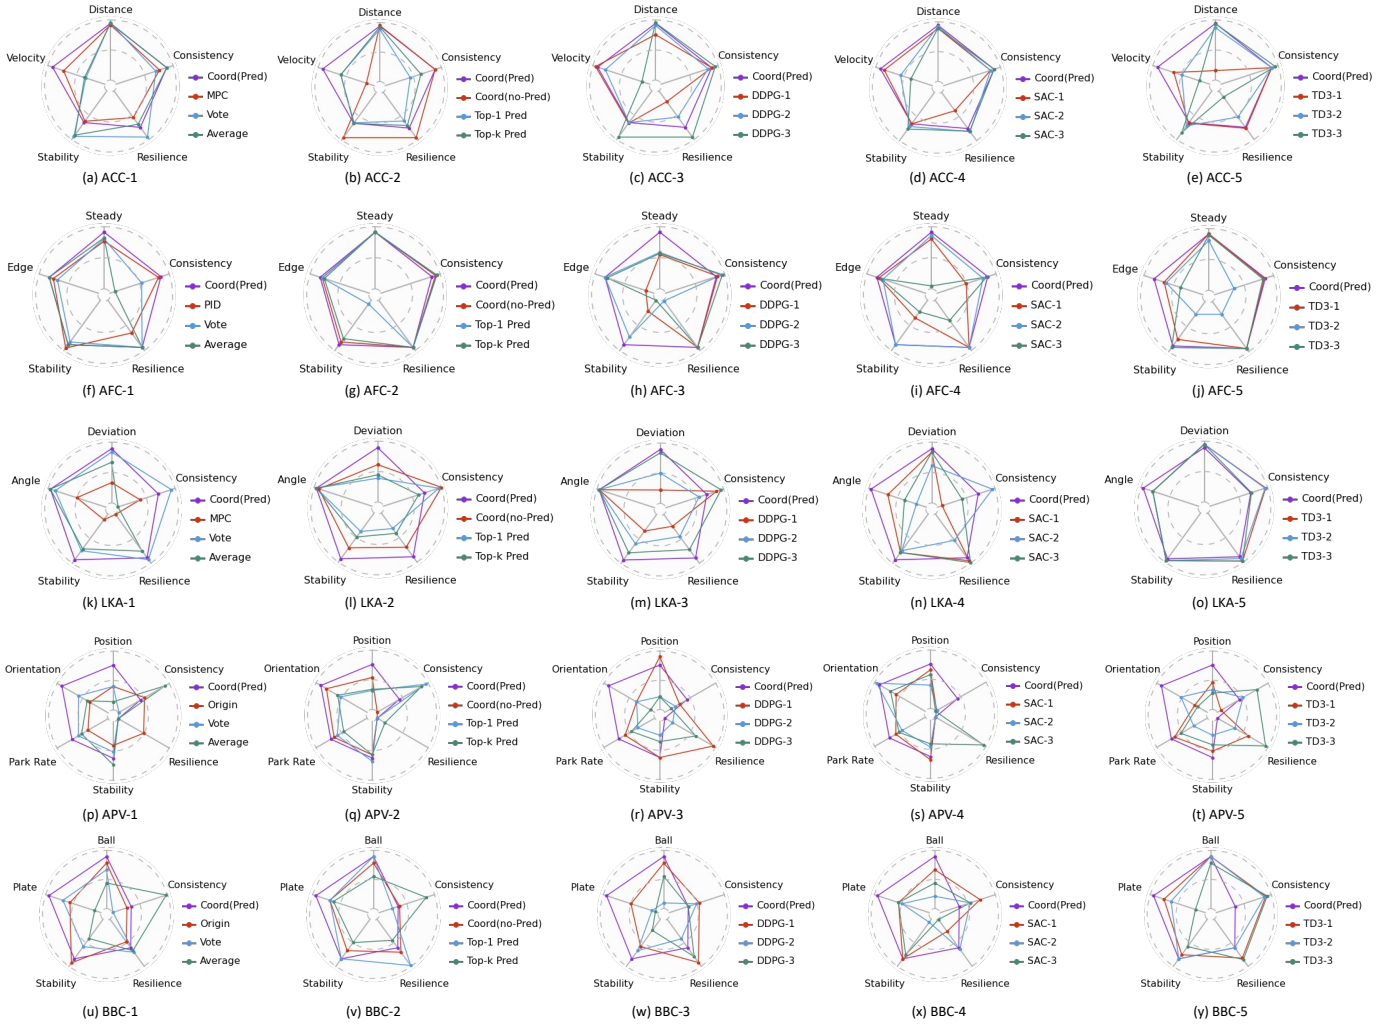 Distance
Velocity
Consistency
Stability
Resilience
Coord(Pred)
MPC
Vote
Average
(a) ACC-1
Distance
Velocity
Consistency
Stability
Resilience
Coord(Pred)
Coord(no-Pred)
Top-1 Pred
Top-k Pred
(b) ACC-2
Distance
Velocity
Consistency
Stability
Resilience
Coord(Pred)
DDPG-1
DDPG-2
DDPG-3
(c) ACC-3
Distance
Velocity
Consistency
Stability
Resilience
Coord(Pred)
SAC-1
SAC-2
SAC-3
(d) ACC-4
Distance
Velocity
Consistency
Stability
Resilience
Coord(Pred)
TD3-1
TD3-2
TD3-3
(e) ACC-5
Steady
Edge
Consistency
Stability
Resilience
Coord(Pred)
PID
Vote
Average
(f) AFC-1
Steady
Edge
Consistency
Stability
Resilience
Coord(Pred)
Coord(no-Pred)
Top-1 Pred
Top-k Pred
(g) AFC-2
Steady
Edge
Consistency
Stability
Resilience
Coord(Pred)
DDPG-1
DDPG-2
DDPG-3
(h) AFC-3
Steady
Edge
Consistency
Stability
Resilience
Coord(Pred)
SAC-1
SAC-2
SAC-3
(i) AFC-4
Steady
Edge
Consistency
Stability
Resilience
Coord(Pred)
TD3-1
TD3-2
TD3-3
(j) AFC-5
Deviation
Angle
Consistency
Stability
Resilience
Coord(Pred)
MPC
Vote
Average
(k) LKA-1
Deviation
Angle
Consistency
Stability
Resilience
Coord(Pred)
Coord(no-Pred)
Top-1 Pred
Top-k Pred
(l) LKA-2
Deviation
Angle
Consistency
Stability
Resilience
Coord(Pred)
DDPG-1
DDPG-2
DDPG-3
(m) LKA-3
Deviation
Angle
Consistency
Stability
Resilience
Coord(Pred)
SAC-1
SAC-2
SAC-3
(n) LKA-4
Deviation
Angle
Consistency
Stability
Resilience
Coord(Pred)
TD3-1
TD3-2
TD3-3
(o) LKA-5
Position
Orientation
Consistency
Park Rate
Resilience
Stability
Coord(Pred)
Origin
Vote
Average
(p) APV-1
Position
Orientation
Consistency
Park Rate
Resilience
Stability
Coord(Pred)
Coord(no-Pred)
Top-1 Pred
Top-k Pred
(q) APV-2
Position
Orientation
Consistency
Park Rate
Resilience
Stability
Coord(Pred)
DDPG-1
DDPG-2
DDPG-3
(r) APV-3
Position
Orientation
Consistency
Park Rate
Resilience
Stability
Coord(Pred)
SAC-1
SAC-2
SAC-3
(s) APV-4
Position
Orientation
Consistency
Park Rate
Resilience
Stability
Coord(Pred)
TD3-1
TD3-2
TD3-3
(t) APV-5
Ball
Plate
Consistency
Stability
Resilience
Coord(Pred)
Origin
Vote
Average
(u) BBC-1
Ball
Plate
Consistency
Stability
Resilience
Coord(Pred)
Coord(no-Pred)
Top-1 Pred
Top-k Pred
(v) BBC-2
Ball
Plate
Consistency
Stability
Resilience
Coord(Pred)
DDPG-1
DDPG-2
DDPG-3
(w) BBC-3
Ball
Plate
Consistency
Stability
Resilience
Coord(Pred)
SAC-1
SAC-2
SAC-3
(x) BBC-4
Ball
Plate
Consistency
Stability
Resilience
Coord(Pred)
TD3-1
TD3-2
TD3-3
(y) BBC-5